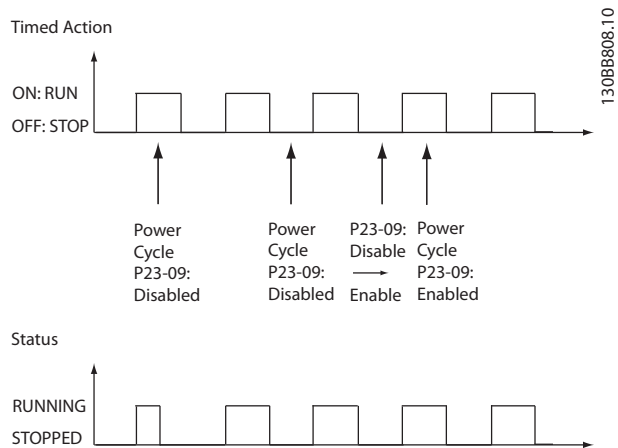 Timed Action
130BB808.10
ON: RUN
OFF: STOP
Power
Cycle
P23-09:
Disabled
Power
Cycle
P23-09:
Disabled
P23-09:
Disable
Enable
Power
Cycle
P23-09:
Enabled
Status
RUNNING
STOPPED